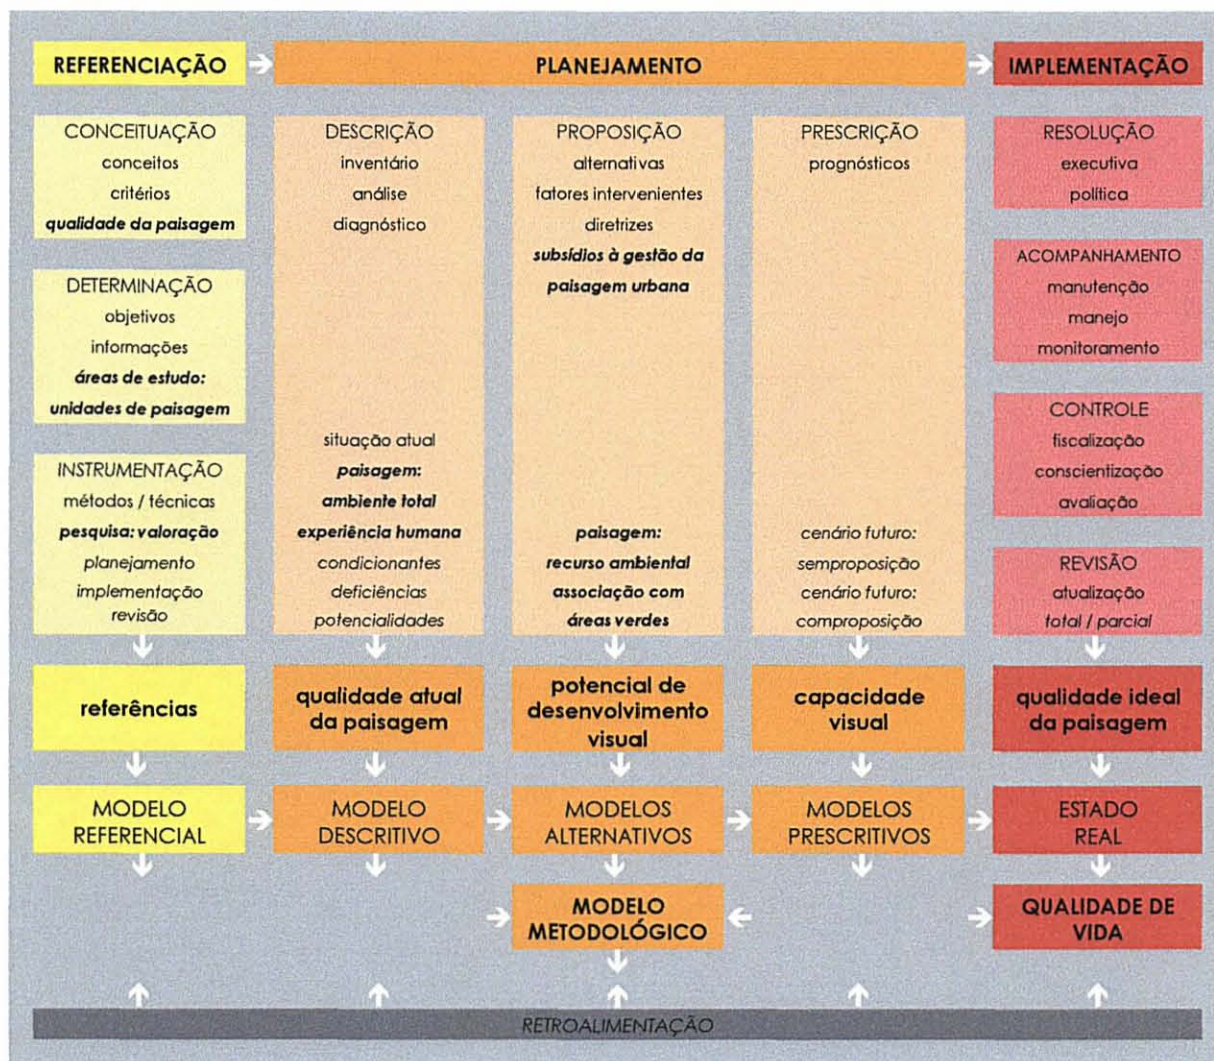 REFERENCIAÇÃO
PLANEJAMENTO
IMPLEMENTAÇÃO
CONCEITUAÇÃO
conceitos
critérios
qualidade da paisagem
DETERMINAÇÃO
objetivos
informações
áreas de estudo:
unidades de paisagem
INSTRUMENTAÇÃO
métodos / técnicas
pesquisa: valoração
planejamento
implementação
revisão
DESCRIÇÃO
inventário
análise
diagnóstico
situação atual
paisagem:
ambiente total
experiência humana
condicionantes
deficiências
potencialidades
PROPOSIÇÃO
alternativas
fatores intervenientes
diretrizes
subsídios à gestão da
paisagem urbana
paisagem:
recurso ambiental
associação com
áreas verdes
PRESCRIÇÃO
prognósticos
cenário futuro:
semproposição
cenário futuro:
comproposição
RESOLUÇÃO
executiva
política
ACOMPANHAMENTO
manutenção
manejo
monitoramento
CONTROLE
fiscalização
conscientização
avaliação
REVISÃO
atualização
total / parcial
referências
qualidade atual
da paisagem
potencial de
desenvolvimento
visual
capacidade
visual
qualidade ideal
da paisagem
MODELO
REFERENCIAL
MODELO
DESCRITIVO
MODELOS
ALTERNATIVOS
MODELOS
PRESCRITIVOS
ESTADO
REAL
MODELO
METODOLÓGICO
QUALIDADE DE
VIDA
RETROALIMENTAÇÃO